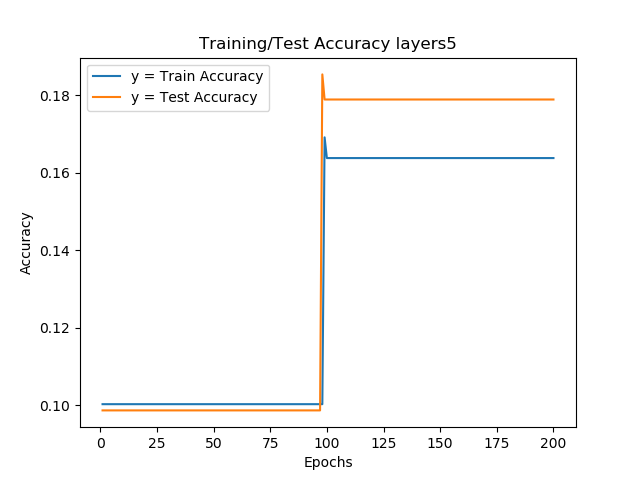 Training/Test Accuracy layers5
y = Train Accuracy
y = Test Accuracy
Accuracy
0.18
0.16
0.14
0.12
0.10
0 25 50 75 100 125 150 175 200
Epochs